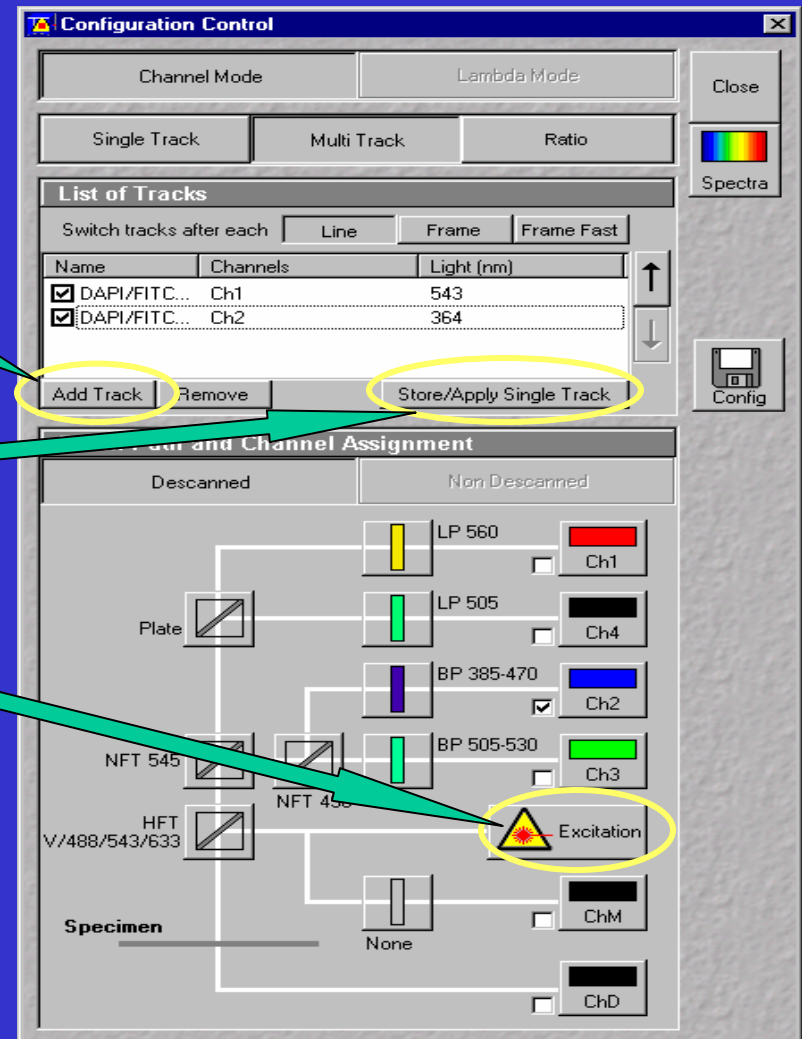 Configuration Control
Channel Mode Lambda Mode
Close
Single Track Multi Track Ratio
Spectra
List of Tracks
Switch tracks after each Line Frame Frame Fast
Name Channels Light (nm)
DAPI/FITC... Ch1 543
DAPI/FITC... Ch2 364
Add Track Remove Store/Apply Single Track
Config
Path and Channel Assignment
Descanned Non Descanned
LP 560
Ch1
LP 505
Plate
Ch4
BP 385-470
Ch2
BP 505-530
NFT 545
Ch3
NFT
HFT
V/488/543/633
Excitation
ChM
Specimen
None
ChD